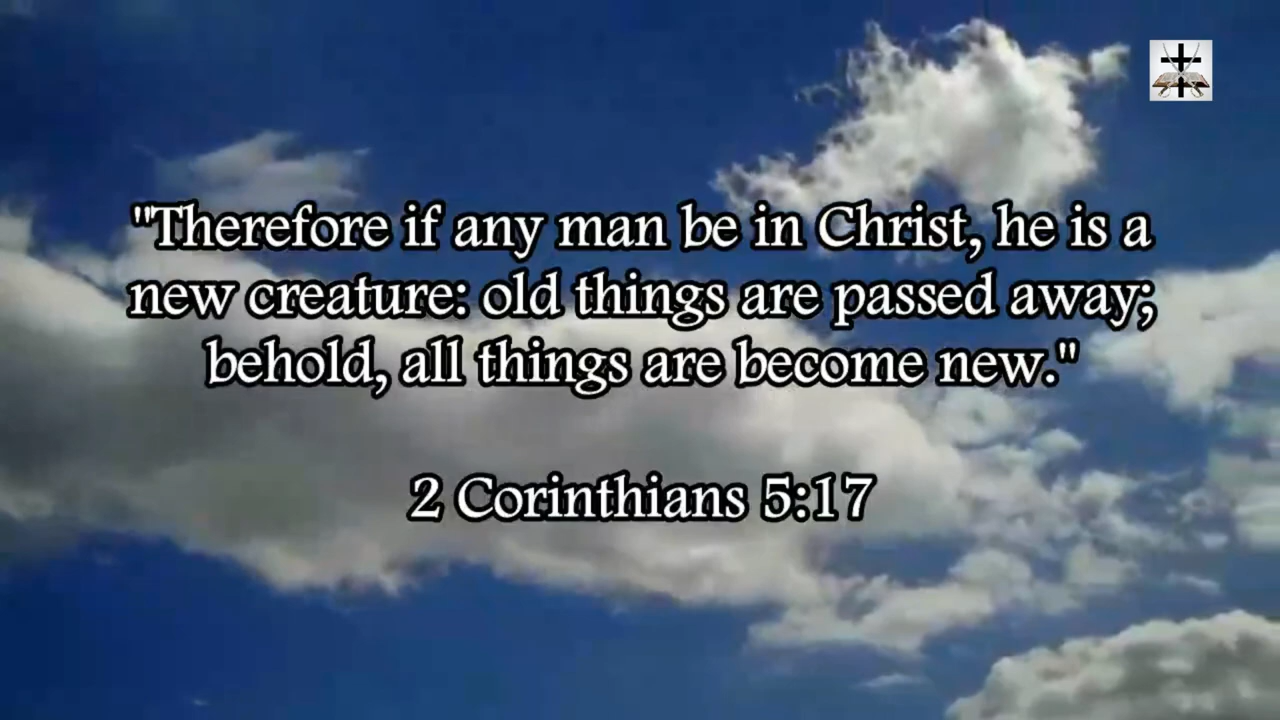 "Therefore if any man be in Christ, he is a
new creature: old things are passed away;
behold, all things are become new."
2 Corinthians 5:17